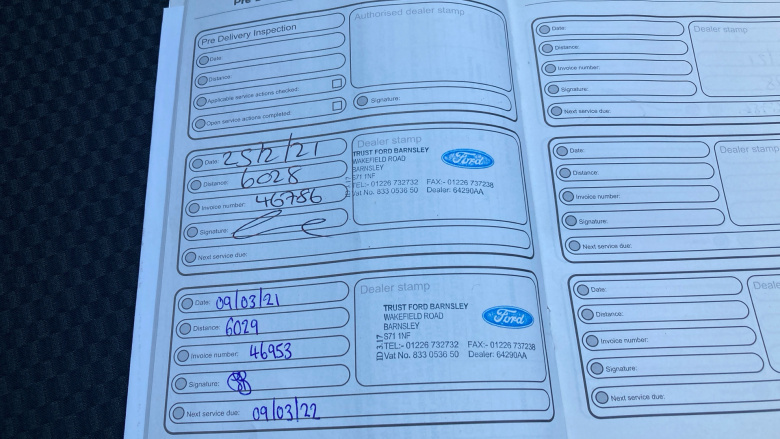 Pre Delivery Inspection
Date:
Distance:
Applicable service actions checked:
Open service actions completed:
Authorised dealer stamp
Signature:
Date: 25/2/21
Distance: 6028
Invoice number: 46786
Signature:
Next service due:
Dealer stamp
TRUST FORD BARNSLEY
WAKEFIELD ROAD
BARNSLEY
S71 1NF
TEL:- 01226 732732 FAX:- 01226 737238
Vat No. 833 0536 50 Dealer: 64290AA
Ford
Date: 09/03/21
Distance: 6029
Invoice number: 46953
Signature:
Next service due: 09/03/22
Dealer stamp
TRUST FORD BARNSLEY
WAKEFIELD ROAD
BARNSLEY
S71 1NF
TEL:- 01226 732732 FAX:- 01226 737238
Vat No. 833 0536 50 Dealer: 64290AA
ID 3.17
Ford
Date:
Distance:
Invoice number:
Signature:
Next service due:
Dealer stamp
Date:
Distance:
Invoice number:
Signature:
Next service due:
Dealer stamp
Date:
Distance:
Invoice number:
Signature:
Next service due: